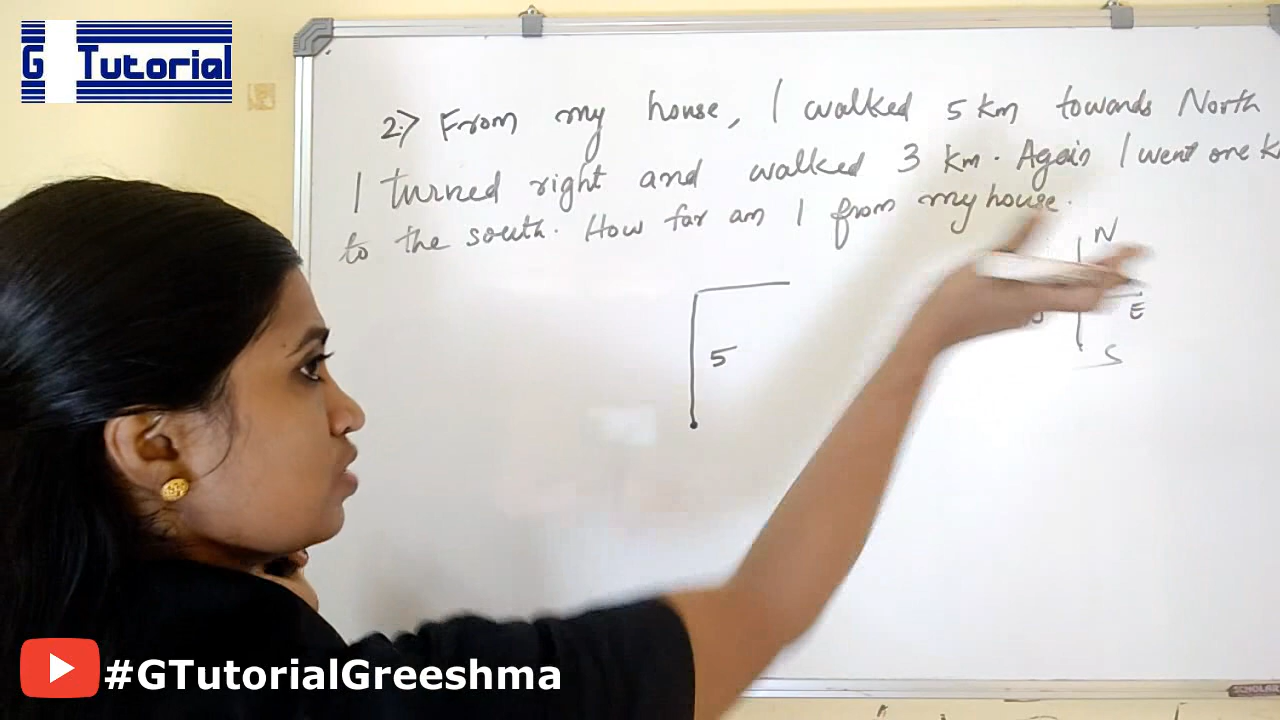 G Tutorial
2.) From my house, I walked 5 km towards North
I turned right and walked 3 km. Again I went one K
to the south. How far am I from my house.
N
E
S
5
#GTutorialGreeshma